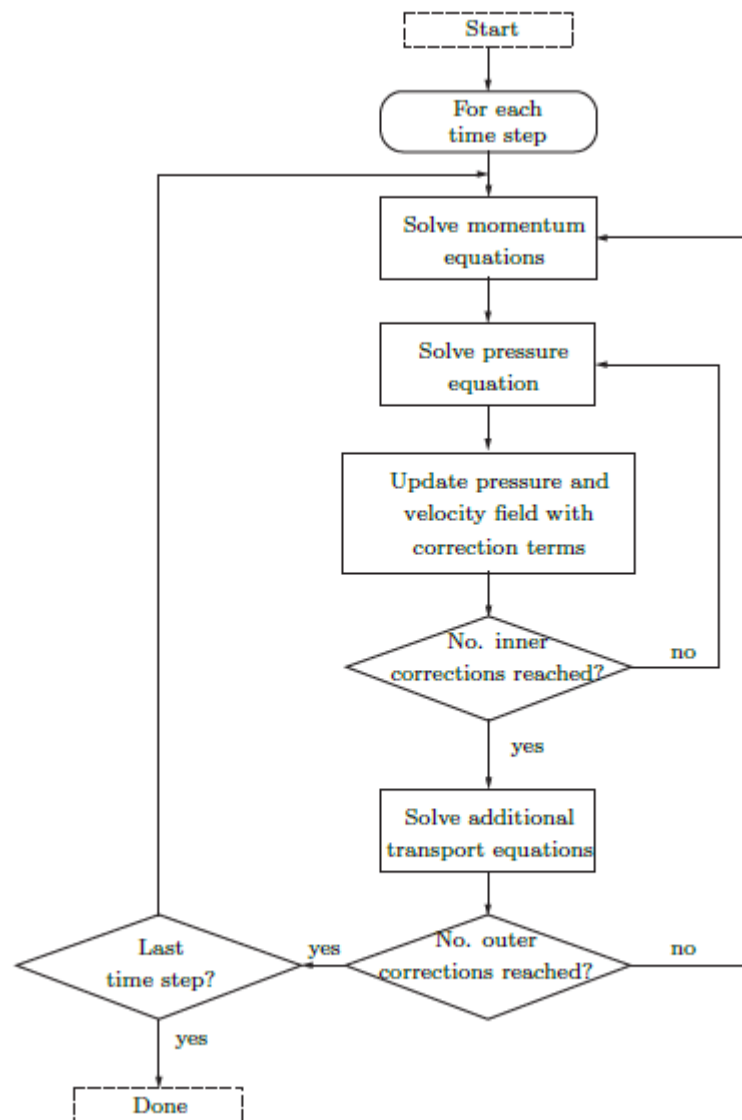 Start
For each
time step
Solve momentum
equations
Solve pressure
equation
Update pressure and
velocity field with
correction terms
No. inner
corrections reached?
no
yes
Solve additional
transport equations
No. outer
corrections reached?
no
yes
Last
time step?
yes
Done